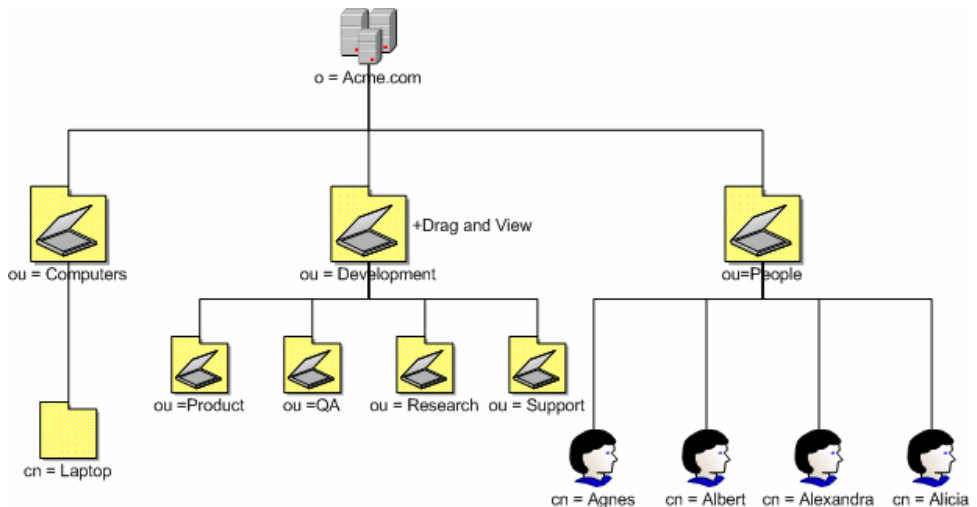 o = Acme.com
+Drag and View
ou = Computers
ou = Development
ou=People
ou =Product
ou =QA
ou = Research
ou = Support
cn = Laptop
cn = Agnes
cn = Albert
cn = Alexandra
cn = Alicia